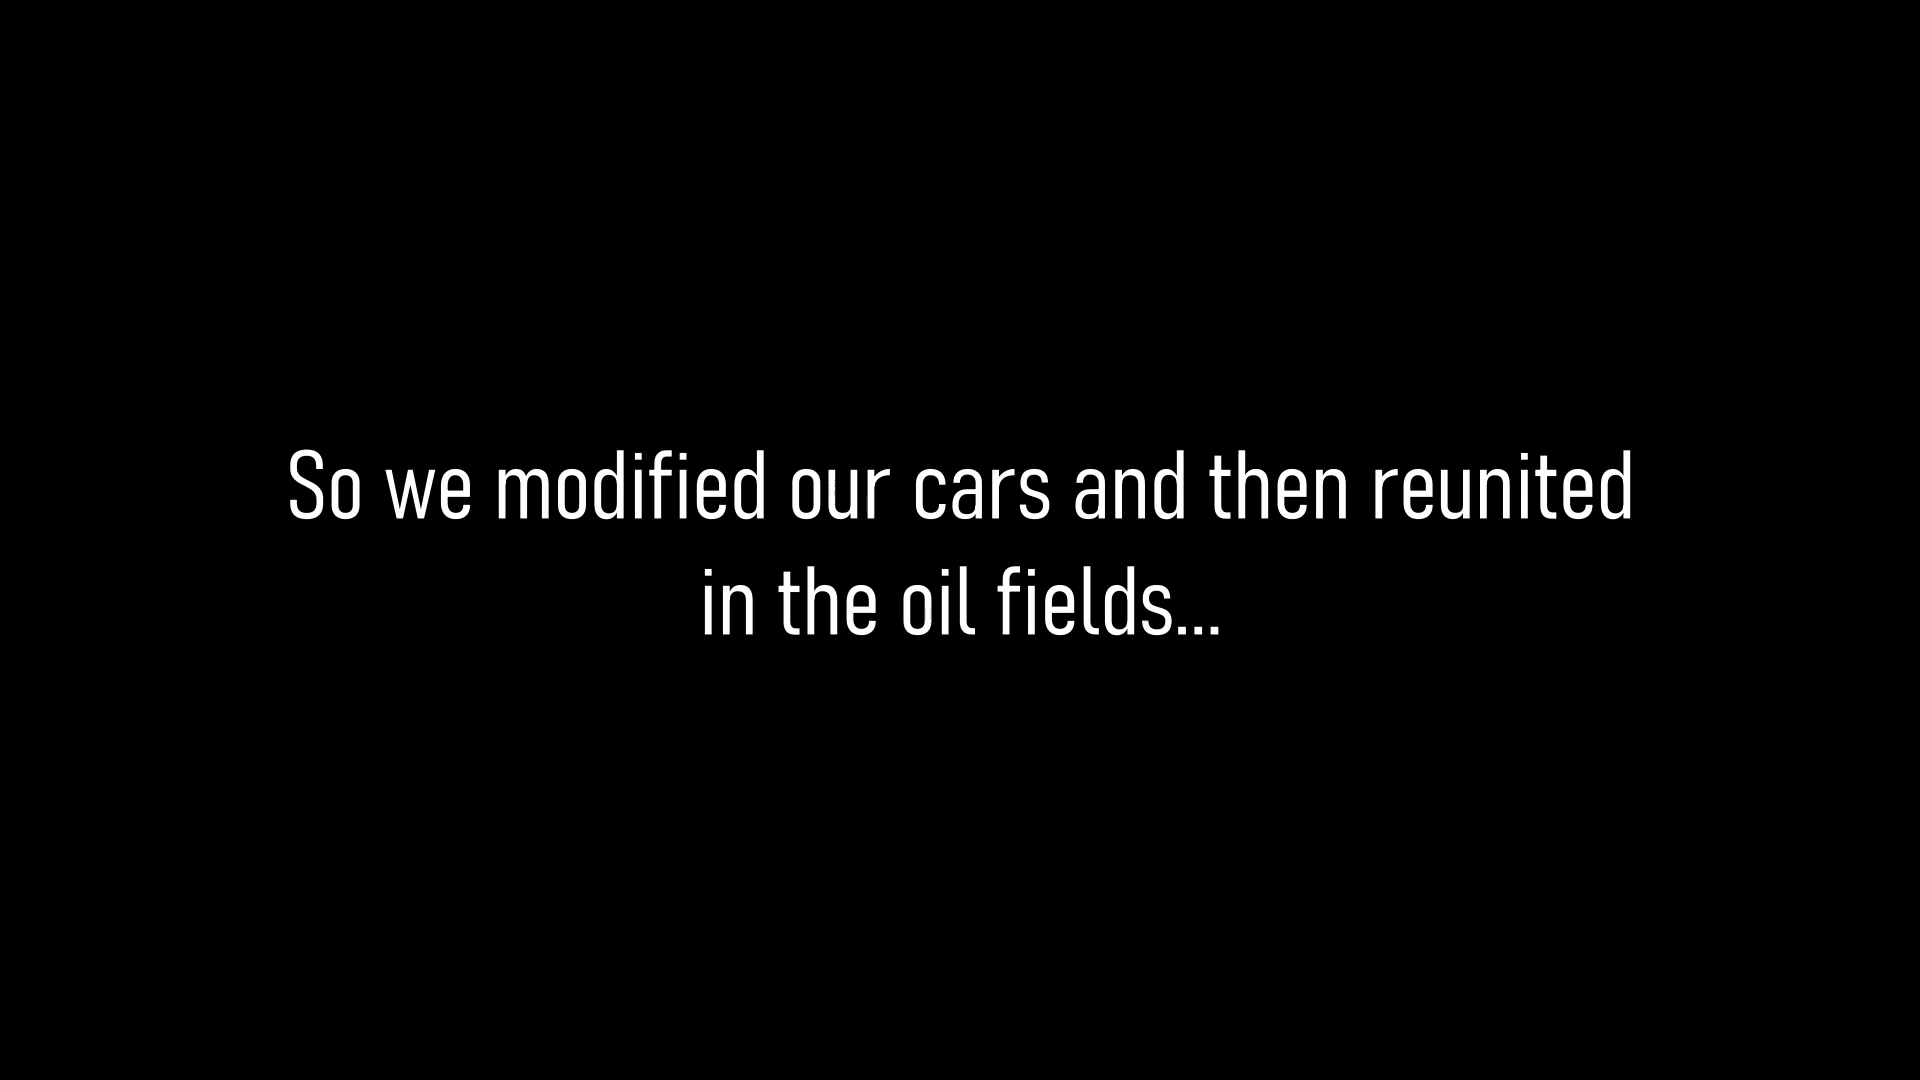 So we modified our cars and then reunited
in the oil fields...